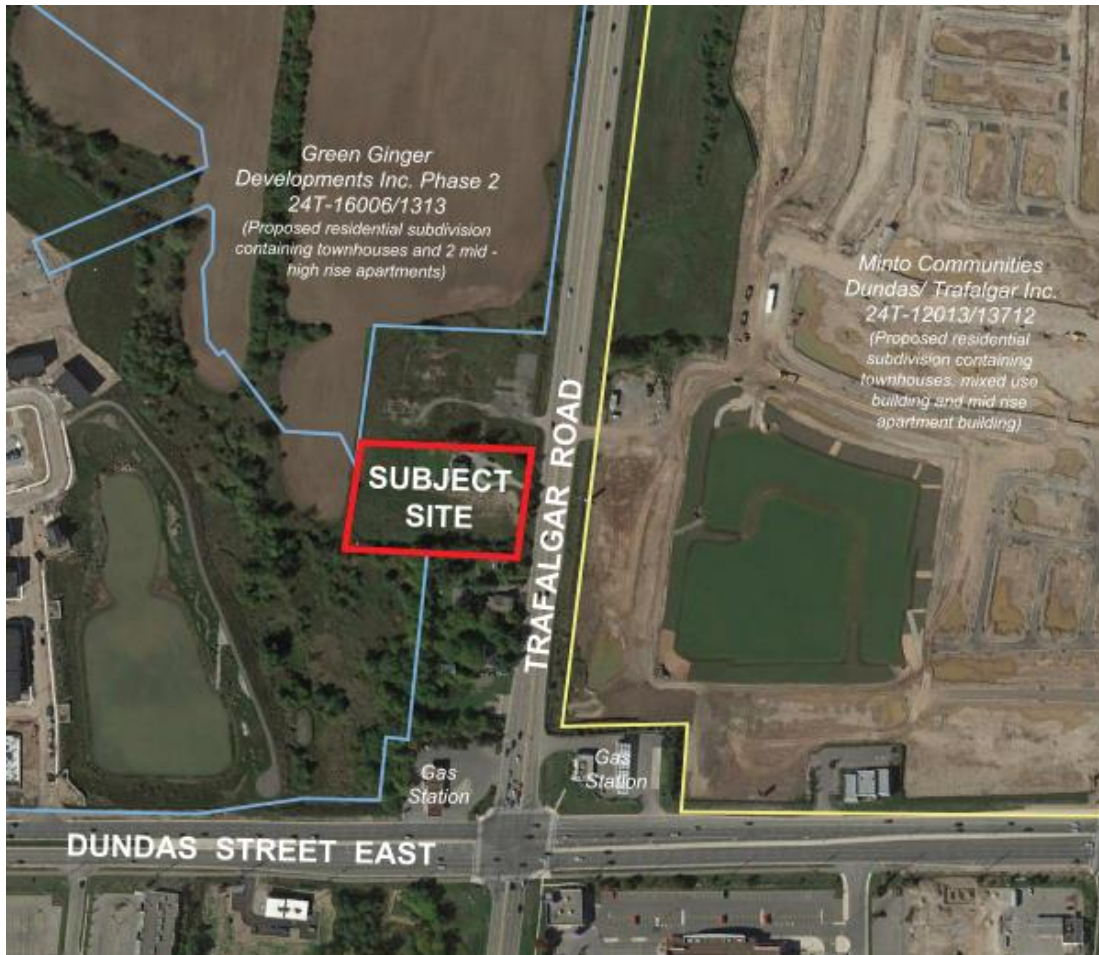 Green Ginger
Developments Inc. Phase 2
24T-16006/1313
(Proposed residential subdivision
containing townhouses and 2 mid -
high rise apartments)
Minto Communities
Dundas/ Trafalgar Inc.
24T-12013/13712
(Proposed residential
subdivision containing
townhouses, mixed use
building and mid rise
apartment building)
SUBJECT
SITE
TRAFALGAR ROAD
Gas
Station
Gas
Station
DUNDAS STREET EAST